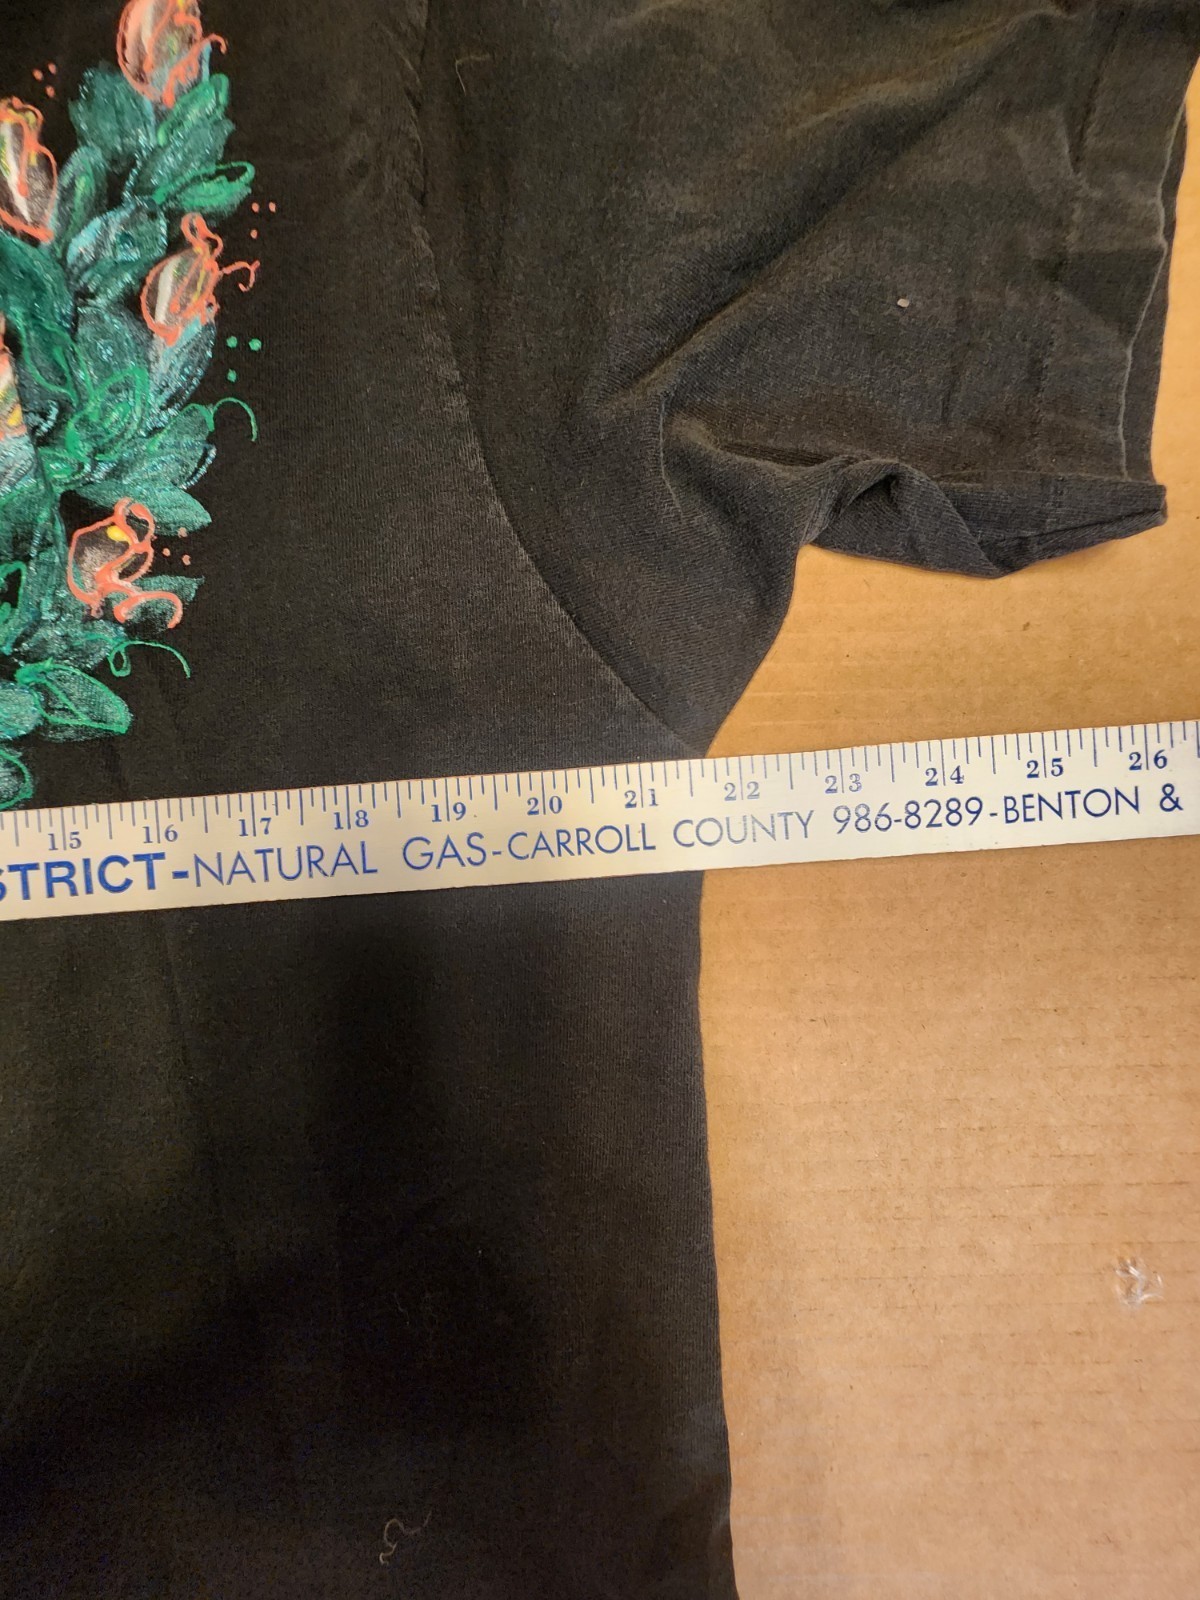 15 16 17 18 19 20 21 22 23 24 25 26
STRICT-NATURAL GAS-CARROLL COUNTY 986-8289-BENTON &